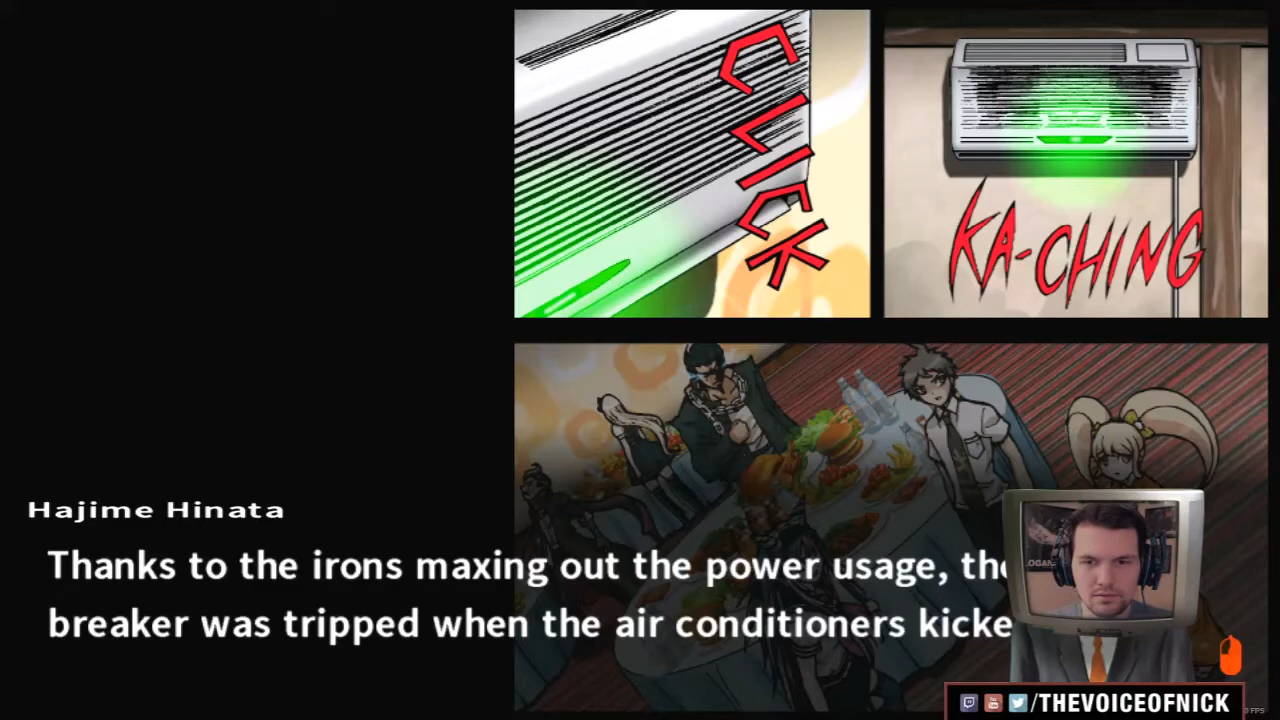 CLICK
KA-CHING
Hajime Hinata
Thanks to the irons maxing out the power usage, the
breaker was tripped when the air conditioners kicke
/THEVOICEOFNICK
FPS